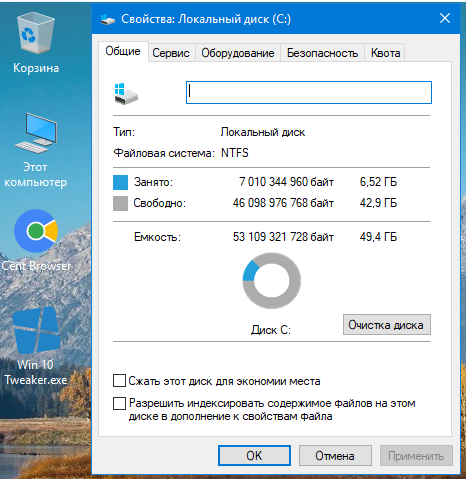 Корзина
Этот
компьютер
Cent Browser
Win 10
Tweaker.exe
Свойства: Локальный диск (C:)
Общие Сервис Оборудование Безопасность Квота
Тип: Локальный диск
Файловая система: NTFS
Занято: 7 010 344 960 байт 6,52 ГБ
Свободно: 46 098 976 768 байт 42,9 ГБ
Емкость: 53 109 321 728 байт 49,4 ГБ
Диск C: Очистка диска
Сжать этот диск для экономии места
Разрешить индексировать содержимое файлов на этом
диске в дополнение к свойствам файла
OK Отмена Применить